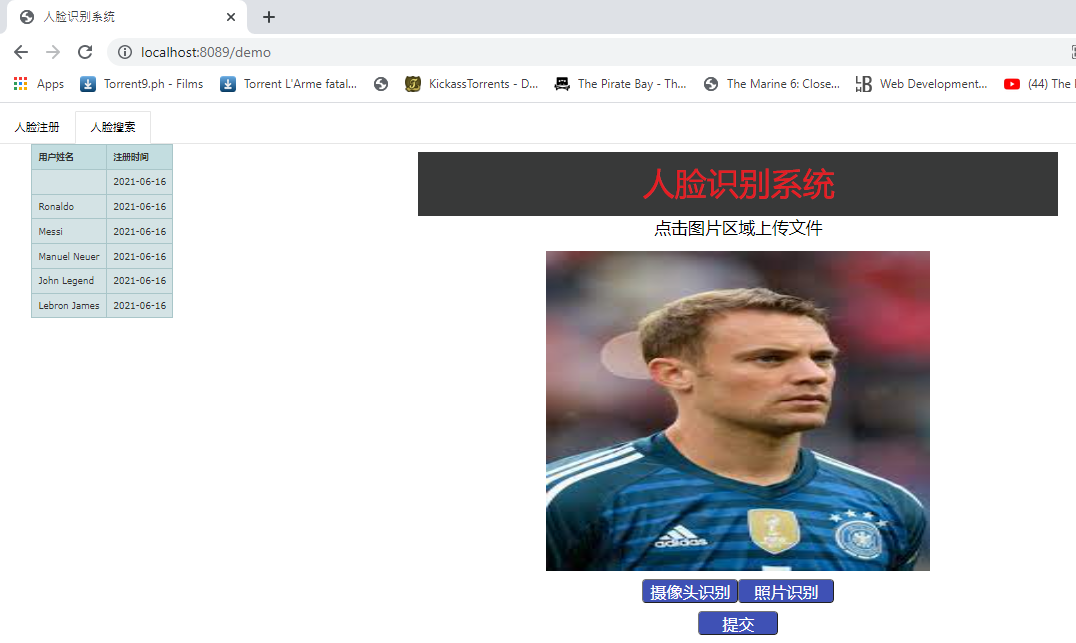 人脸识别系统
localhost:8089/demo
Apps Torrent9.ph - Films Torrent L'Arme fatal... KickassTorrents - D... The Pirate Bay - Th... The Marine 6: Close... Web Development... (44) The
人脸注册 人脸搜索
用户姓名 注册时间
2021-06-16
Ronaldo 2021-06-16
Messi 2021-06-16
Manuel Neuer 2021-06-16
John Legend 2021-06-16
Lebron James 2021-06-16
人脸识别系统
点击图片区域上传文件
adidas
摄像头识别 照片识别
提交